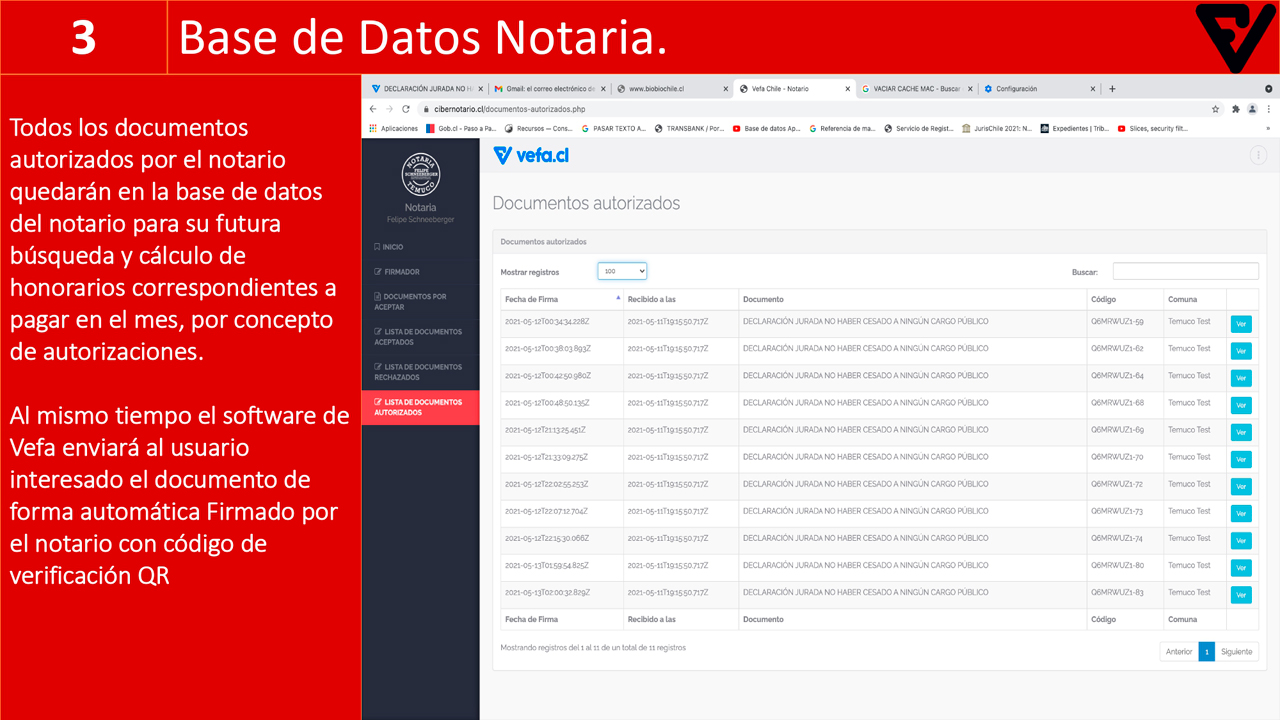 3
Base de Datos Notaria.
Todos los documentos
autorizados por el notario
quedarán en la base de datos
del notario para su futura
búsqueda y cálculo de
honorarios correspondientes a
pagar en el mes, por concepto
de autorizaciones.
Al mismo tiempo el software de
Vefa enviará al usuario
interesado el documento de
forma automática Firmado por
el notario con código de
verificación QR
DECLARACIÓN JURADA NO H Gmail: el correo electrónico de www.biobiochile.cl Vefa Chile - Notario VACIAR CACHE MAC - Buscar Configuración
cibernotario.cl/documentos-autorizados.php
Aplicaciones Gob.cl - Paso a Pa... Recursos — Cons... PASAR TEXTO A... TRANSBANK / Por... Base de datos Ap... Referencia de ma... Servicio de Regist... JurisChile 2021: N... Expedientes | Trib... Slices, security filt... »
NOTARIA
FELIPE
SCHNEEBERGER
TEMUCO
Notaria
Felipe Schneeberger
INICIO
FIRMADOR
DOCUMENTOS POR
ACEPTAR
LISTA DE DOCUMENTOS
ACEPTADOS
LISTA DE DOCUMENTOS
RECHAZADOS
LISTA DE DOCUMENTOS
AUTORIZADOS
vefa.cl
Documentos autorizados
Documentos autorizados
Mostrar registros 100 Buscar:
Fecha de Firma Recibido a las Documento Código Comuna
2021-05-12T00:34:34.228Z 2021-05-11T19:15:50.717Z DECLARACIÓN JURADA NO HABER CESADO A NINGÚN CARGO PÚBLICO Q6MRWUZ1-59 Temuco Test Ver
2021-05-12T00:38:03.893Z 2021-05-11T19:15:50.717Z DECLARACIÓN JURADA NO HABER CESADO A NINGÚN CARGO PÚBLICO Q6MRWUZ1-62 Temuco Test Ver
2021-05-12T00:42:50.980Z 2021-05-11T19:15:50.717Z DECLARACIÓN JURADA NO HABER CESADO A NINGÚN CARGO PÚBLICO Q6MRWUZ1-64 Temuco Test Ver
2021-05-12T00:48:50.135Z 2021-05-11T19:15:50.717Z DECLARACIÓN JURADA NO HABER CESADO A NINGÚN CARGO PÚBLICO Q6MRWUZ1-68 Temuco Test Ver
2021-05-12T21:13:25.451Z 2021-05-11T19:15:50.717Z DECLARACIÓN JURADA NO HABER CESADO A NINGÚN CARGO PÚBLICO Q6MRWUZ1-69 Temuco Test Ver
2021-05-12T21:33:09.275Z 2021-05-11T19:15:50.717Z DECLARACIÓN JURADA NO HABER CESADO A NINGÚN CARGO PÚBLICO Q6MRWUZ1-70 Temuco Test Ver
2021-05-12T22:02:55.253Z 2021-05-11T19:15:50.717Z DECLARACIÓN JURADA NO HABER CESADO A NINGÚN CARGO PÚBLICO Q6MRWUZ1-72 Temuco Test Ver
2021-05-12T22:07:12.704Z 2021-05-11T19:15:50.717Z DECLARACIÓN JURADA NO HABER CESADO A NINGÚN CARGO PÚBLICO Q6MRWUZ1-73 Temuco Test Ver
2021-05-12T22:15:30.066Z 2021-05-11T19:15:50.717Z DECLARACIÓN JURADA NO HABER CESADO A NINGÚN CARGO PÚBLICO Q6MRWUZ1-74 Temuco Test Ver
2021-05-13T01:59:54.825Z 2021-05-11T19:15:50.717Z DECLARACIÓN JURADA NO HABER CESADO A NINGÚN CARGO PÚBLICO Q6MRWUZ1-80 Temuco Test Ver
2021-05-13T02:00:32.829Z 2021-05-11T19:15:50.717Z DECLARACIÓN JURADA NO HABER CESADO A NINGÚN CARGO PÚBLICO Q6MRWUZ1-83 Temuco Test Ver
Fecha de Firma Recibido a las Documento Código Comuna
Mostrando registros del 1 al 11 de un total de 11 registros
Anterior 1 Siguiente